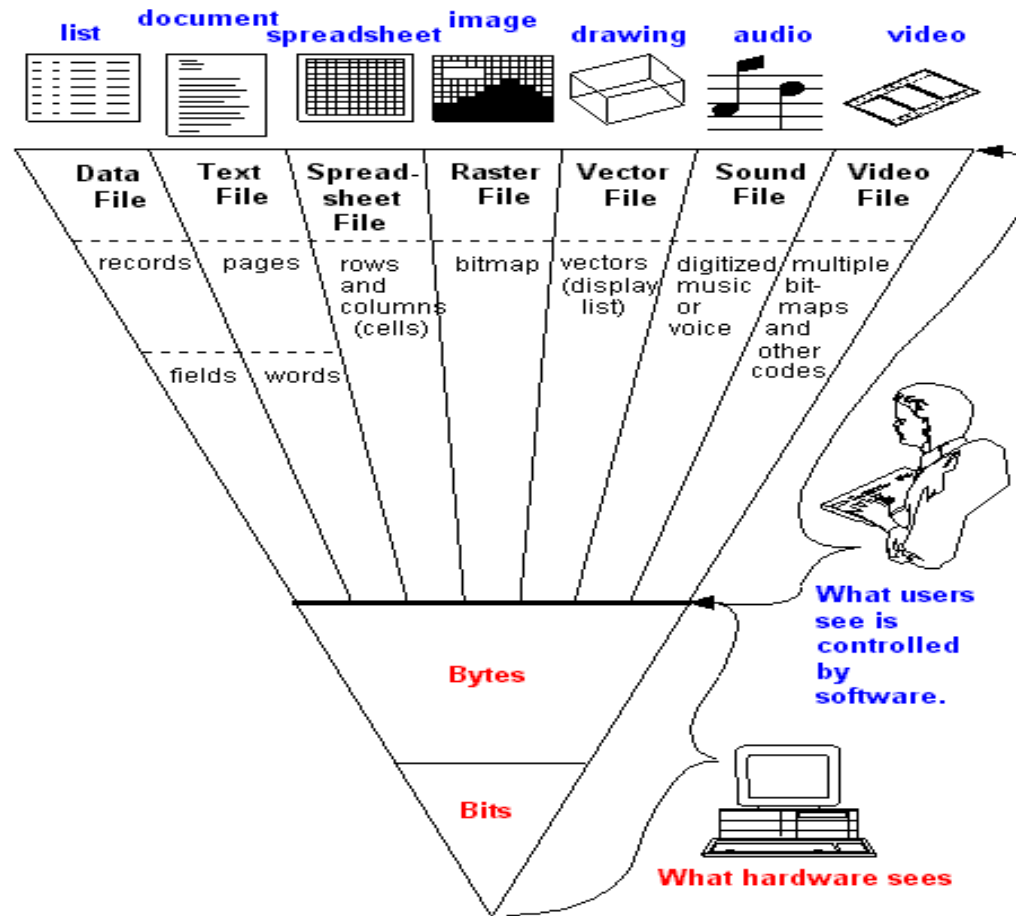 list
document
spreadsheet
image
drawing
audio
video
Data
File
Text
File
Spread-
sheet
File
Raster
File
Vector
File
Sound
File
Video
File
records
pages
rows
and
columns
(cells)
bitmap
vectors
(display
list)
digitized
music
or
voice
multiple
bit-
maps
and
other
codes
fields
words
What users
see is
controlled
by
software.
Bytes
Bits
What hardware sees